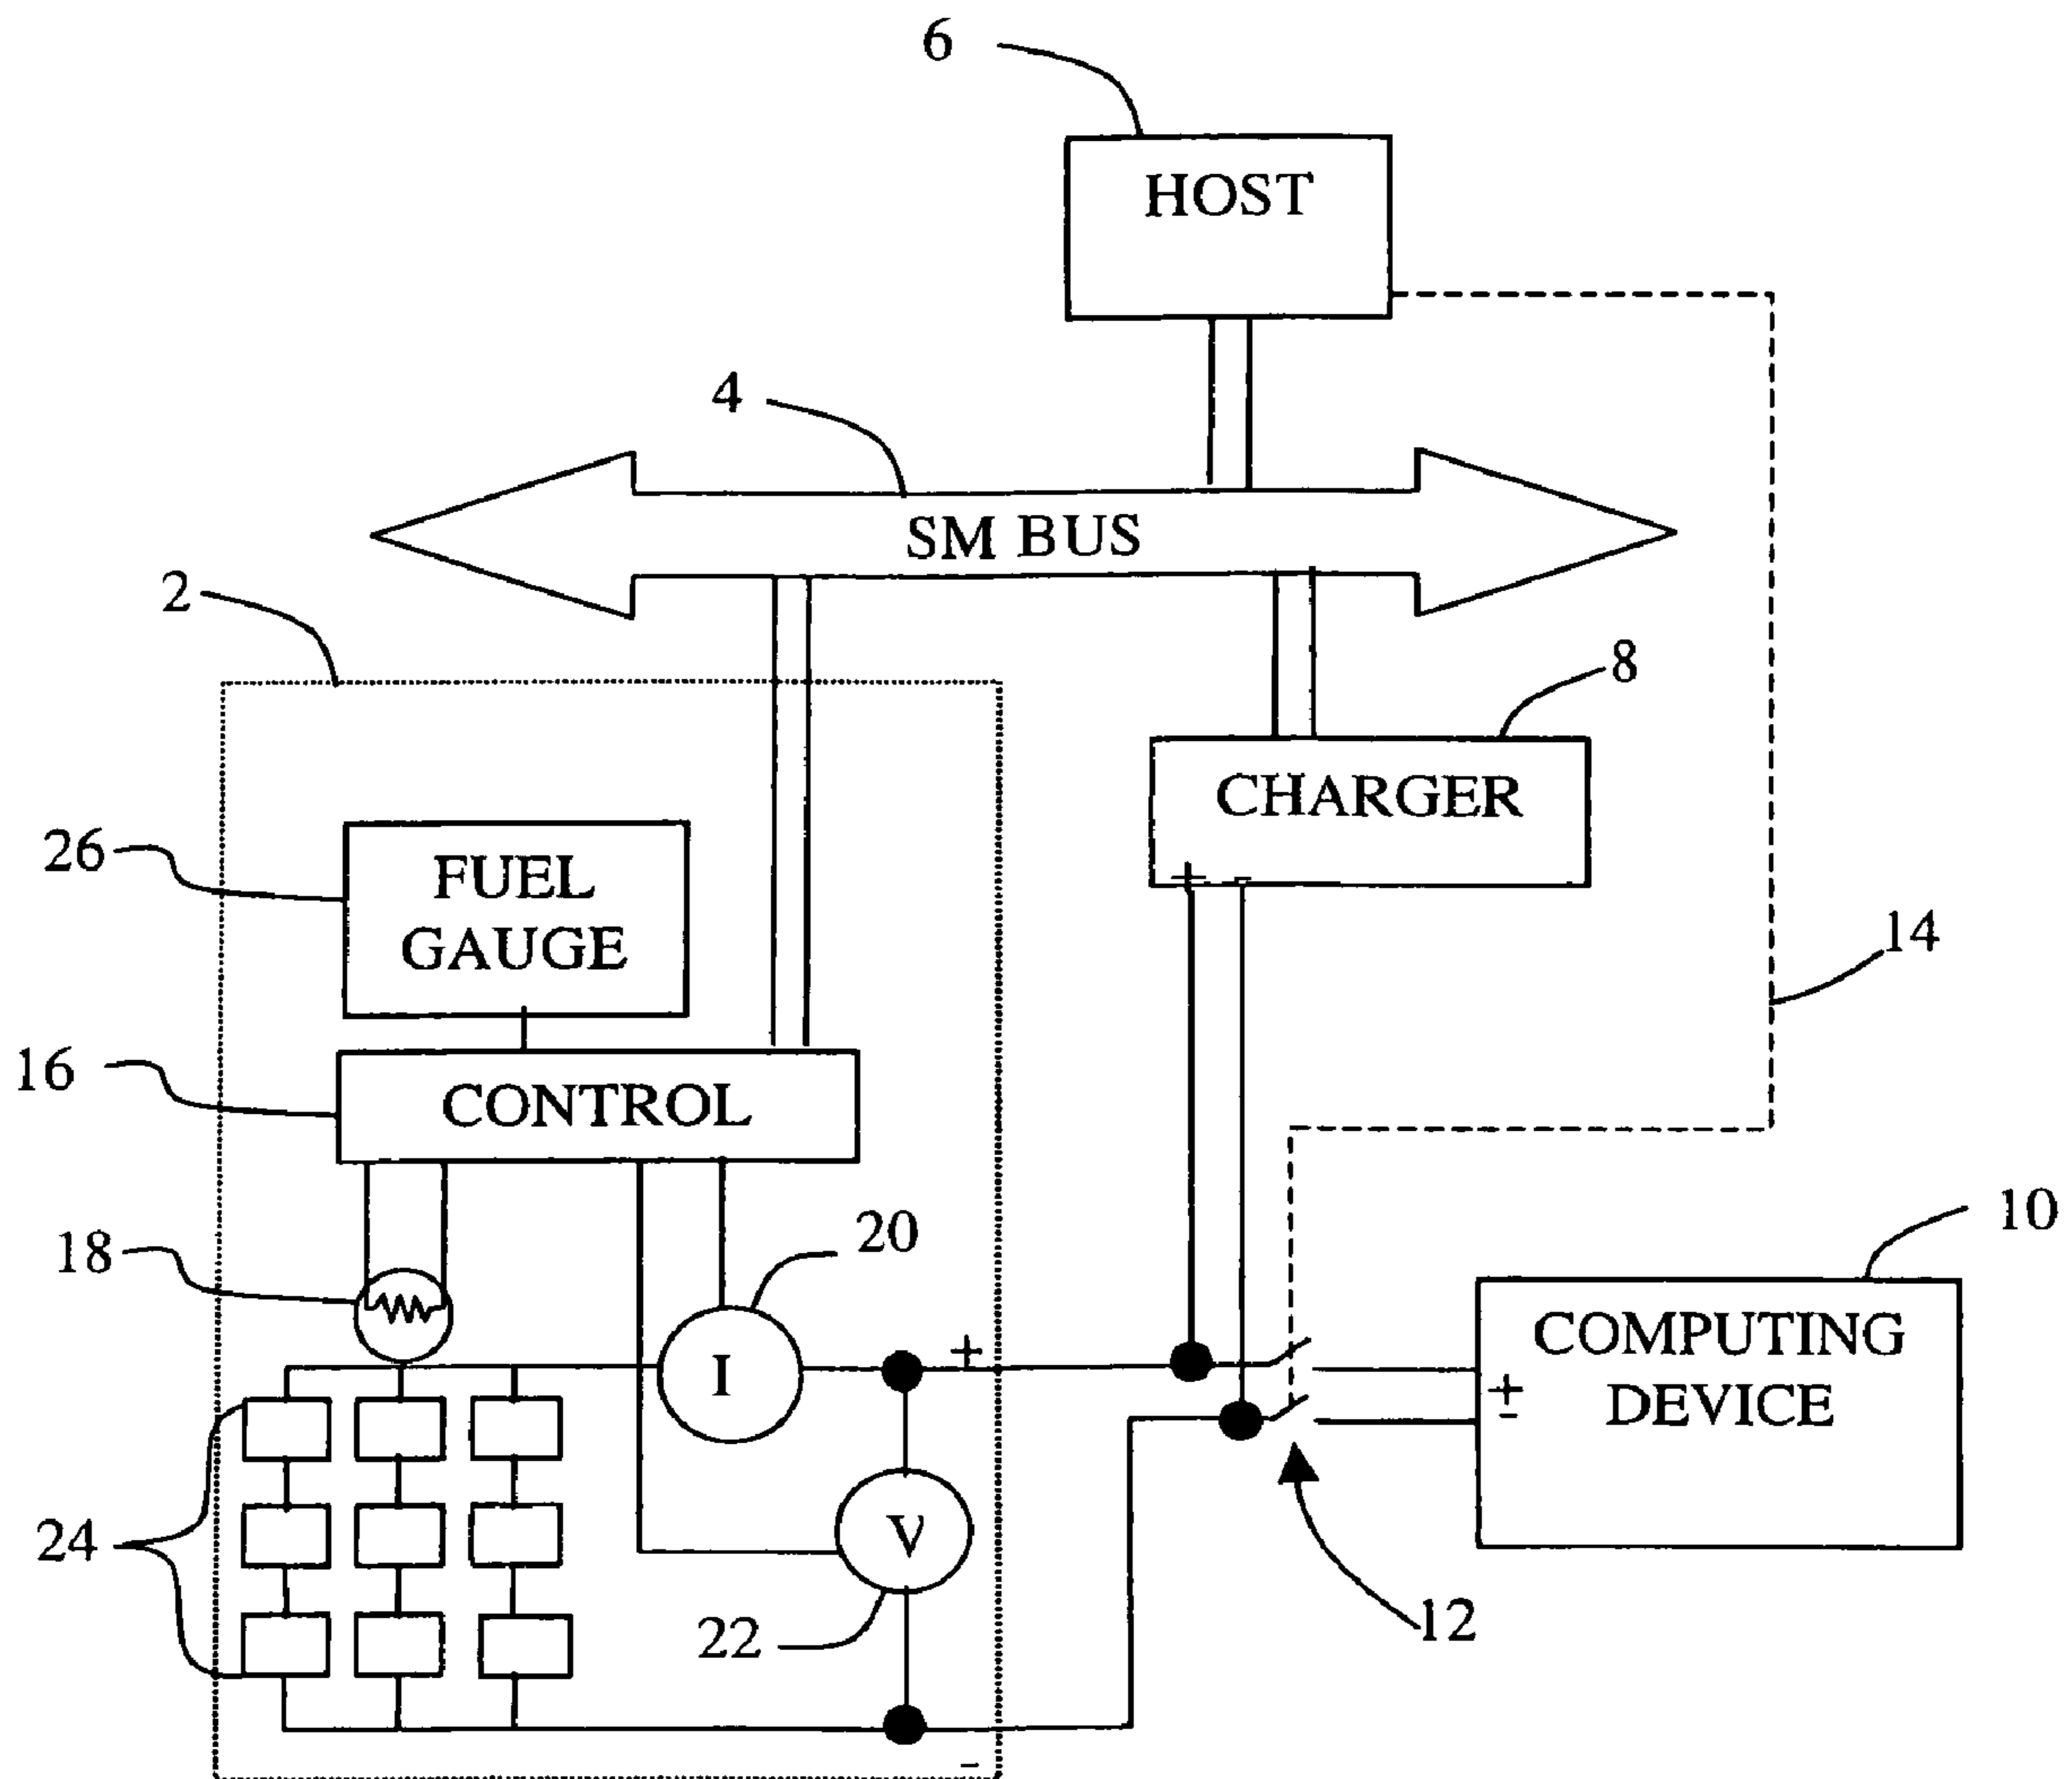 6
HOST
4
SM BUS
2
8
CHARGER
+ -
26
FUEL
GAUGE
14
16
CONTROL
10
18
20
COMPUTING
DEVICE
+
-
I
+
V
24
22
12
-